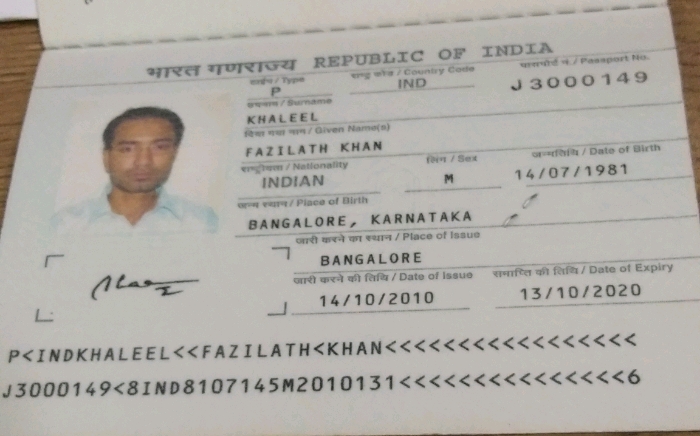 भारत गणराज्य REPUBLIC OF INDIA
टाईप / Type राष्ट्र कोड / Country Code पासपोर्ट नं. / Passport No.
P IND J3000149
उपनाम / Surname
KHALEEL
दिया गया नाम / Given Name(s)
FAZILATH KHAN
राष्ट्रीयता / Nationality लिंग / Sex जन्मतिथि / Date of Birth
INDIAN M 14/07/1981
जन्म स्थान / Place of Birth
BANGALORE, KARNATAKA
जारी करने का स्थान / Place of Issue
BANGALORE
जारी करने की तिथि / Date of Issue समाप्ति की तिथि / Date of Expiry
14/10/2010 13/10/2020
P<INDKHALEEL<<FAZILATH<KHAN<<<<<<<<<<<<<<<<<
J3000149<8IND8107145M2010131<<<<<<<<<<<<<<<6